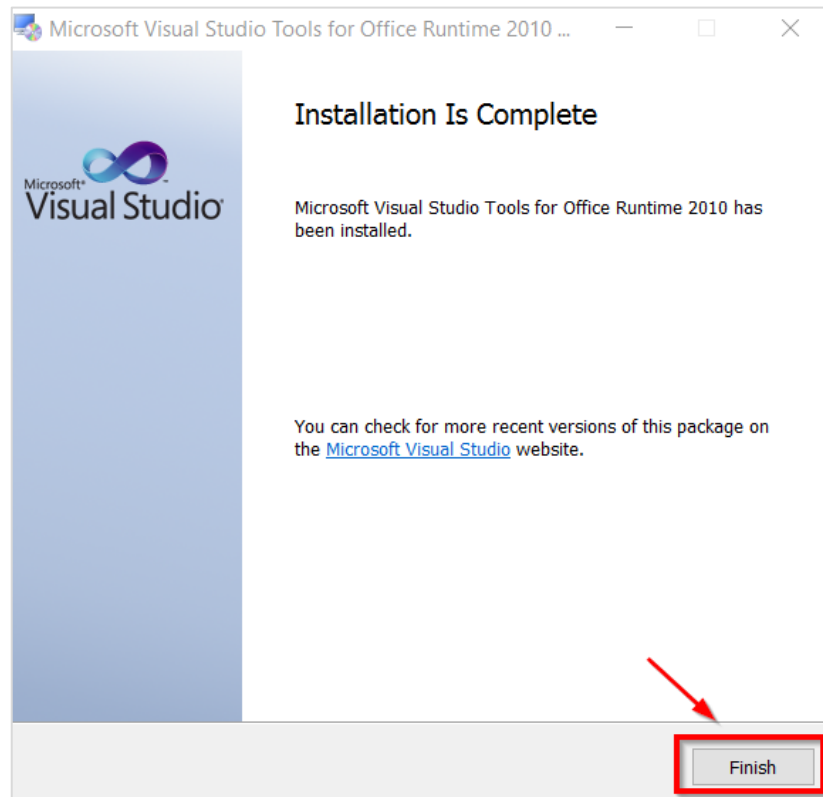 Microsoft Visual Studio Tools for Office Runtime 2010 ...
Installation Is Complete
Microsoft®
Visual Studio®
Microsoft Visual Studio Tools for Office Runtime 2010 has
been installed.
You can check for more recent versions of this package on
the Microsoft Visual Studio website.
Finish